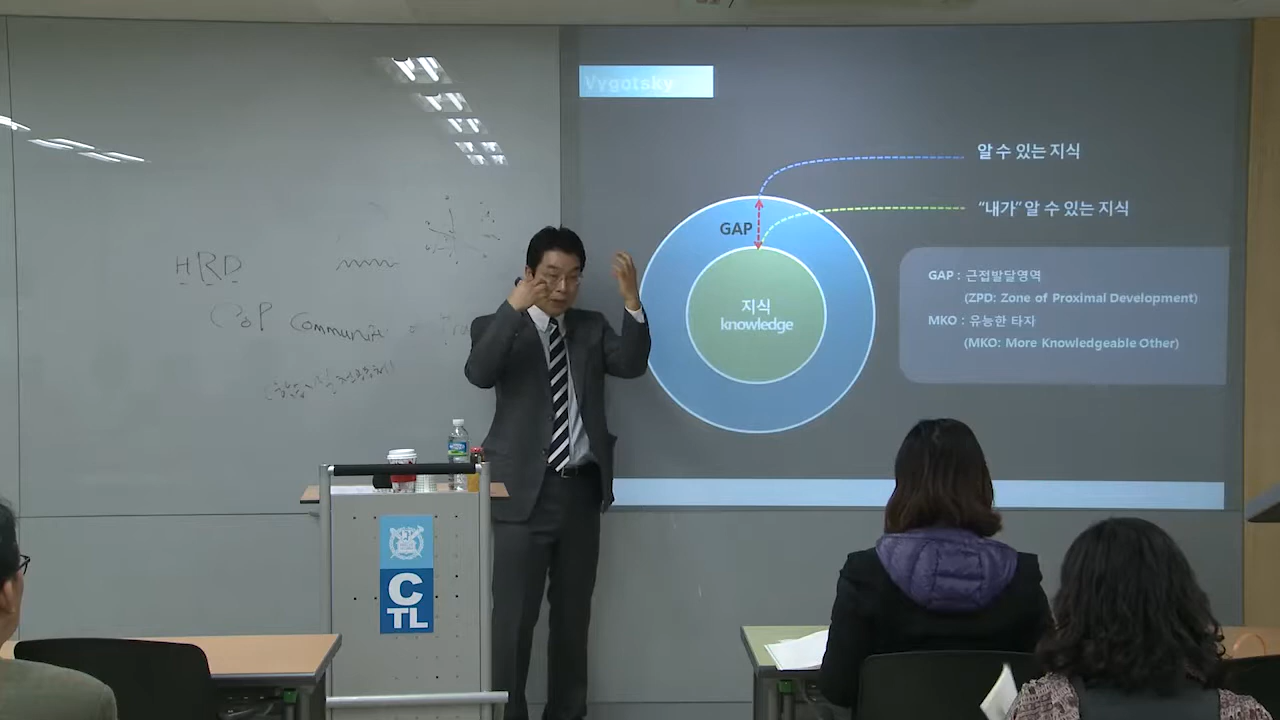 Vygotsky
알 수 있는 지식
"내가" 알 수 있는 지식
GAP
지식
knowledge
GAP : 근접발달영역
(ZPD: Zone of Proximal Development)
MKO : 유능한 타자
(MKO: More Knowledgeable Other)
HRD
CoP Communit
C
TL